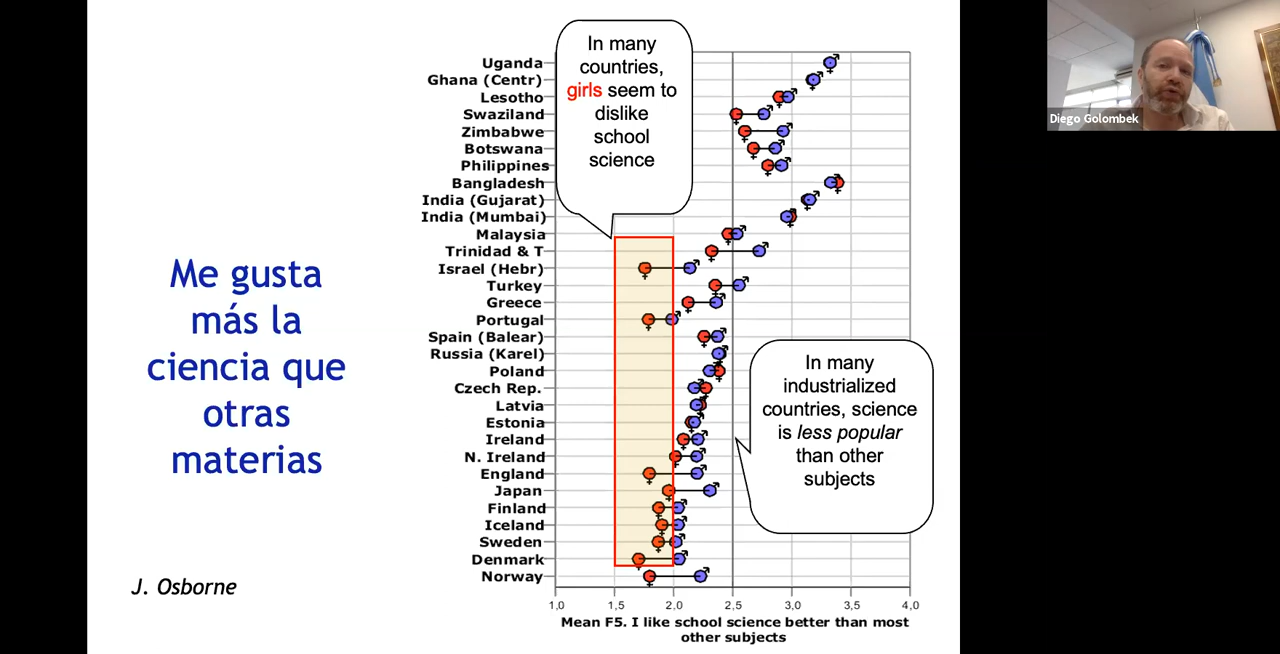 In many
countries,
girls seem to
dislike
school
science
Uganda
Ghana (Centr)
Lesotho
Swaziland
Zimbabwe
Botswana
Philippines
Bangladesh
India (Gujarat)
India (Mumbai)
Malaysia
Trinidad & T
Israel (Hebr)
Turkey
Greece
Portugal
Spain (Balear)
Russia (Karel)
Poland
Czech Rep.
Latvia
Estonia
Ireland
N. Ireland
England
Japan
Finland
Iceland
Sweden
Denmark
Norway
1,0 1,5 2,0 2,5 3,0 3,5 4,0
Mean F5. I like school science better than most
other subjects
In many
industrialized
countries, science
is less popular
than other
subjects
Me gusta
más la
ciencia que
otras
materias
J. Osborne
Diego Golombek